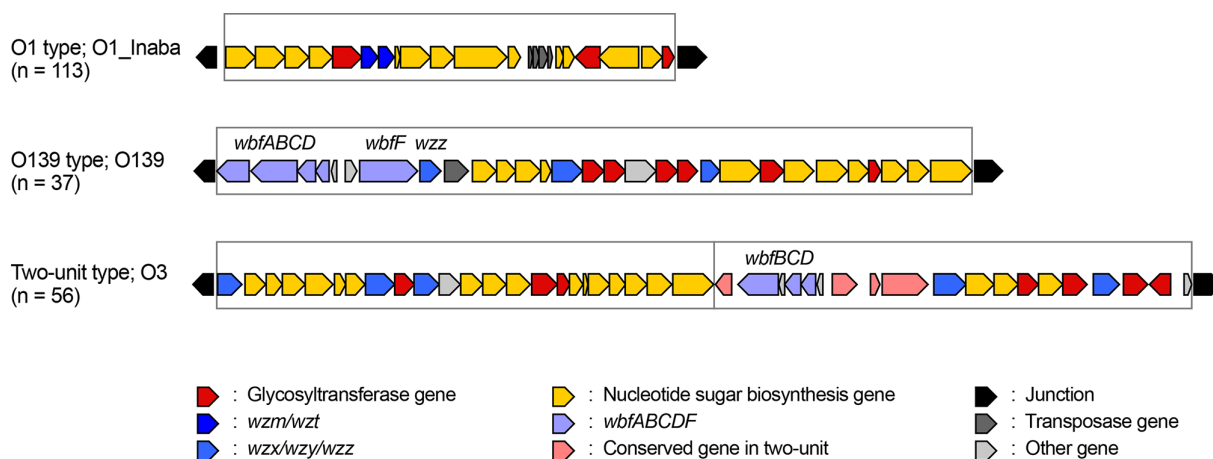 O1 type; O1_Inaba
(n = 113)
wbfABCD wbfF wzz
O139 type; O139
(n = 37)
wbfBCD
Two-unit type; O3
(n = 56)
: Glycosyltransferase gene
: Nucleotide sugar biosynthesis gene
: Junction
: wzm/wzt
: wbfABCDF
: Transposase gene
: wzx/wzy/wzz
: Conserved gene in two-unit
: Other gene